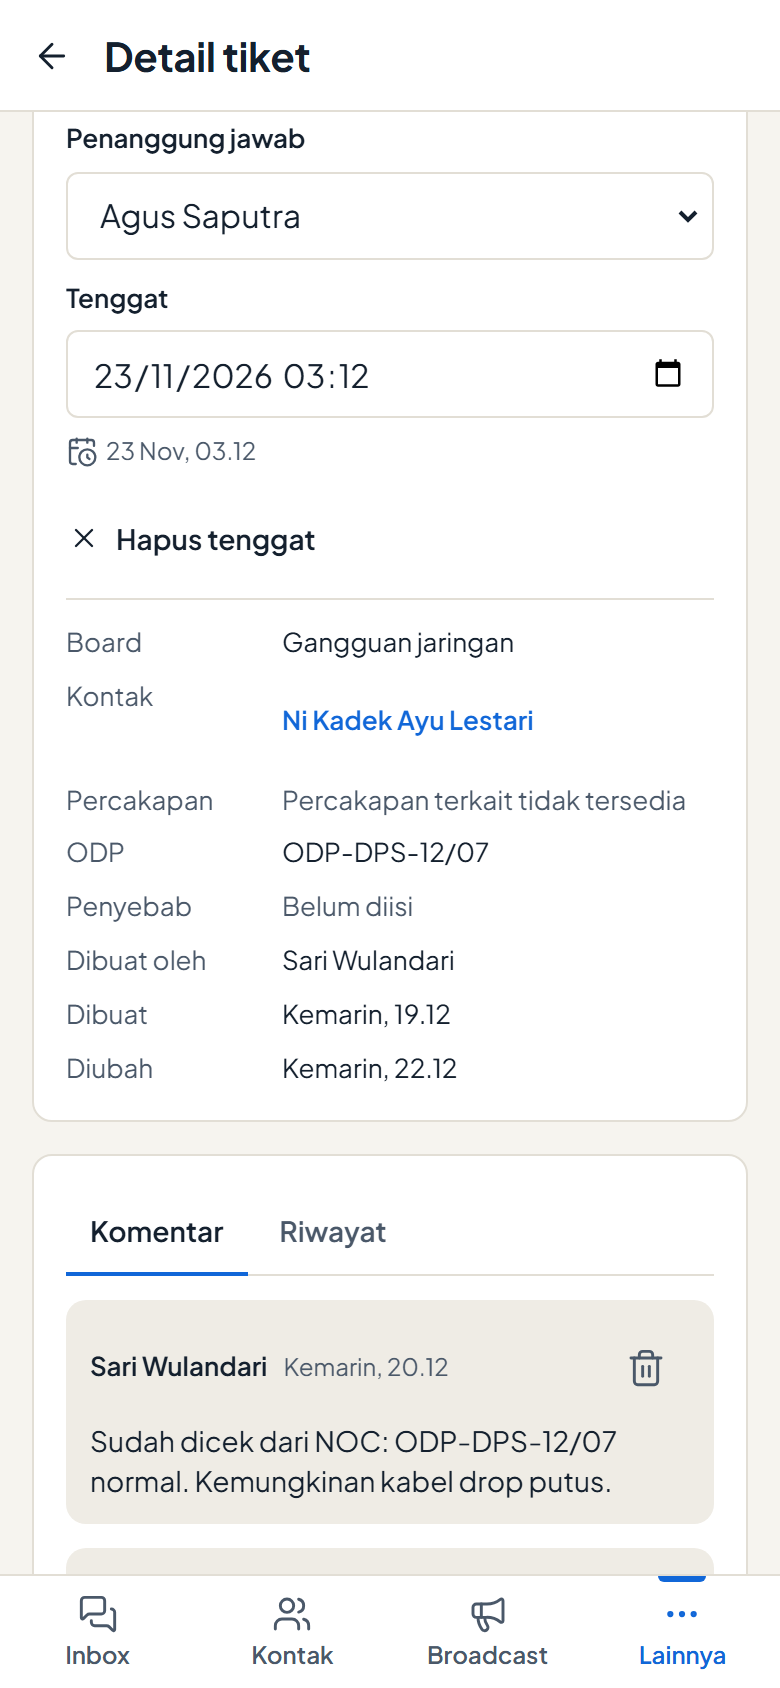 Detail tiket
Penanggung jawab
Agus Saputra
Tenggat
23/11/2026 03:12
23 Nov, 03.12
Hapus tenggat
Board Gangguan jaringan
Kontak Ni Kadek Ayu Lestari
Percakapan Percakapan terkait tidak tersedia
ODP ODP-DPS-12/07
Penyebab Belum diisi
Dibuat oleh Sari Wulandari
Dibuat Kemarin, 19.12
Diubah Kemarin, 22.12
Komentar Riwayat
Sari Wulandari Kemarin, 20.12
Sudah dicek dari NOC: ODP-DPS-12/07
normal. Kemungkinan kabel drop putus.
Inbox Kontak Broadcast Lainnya